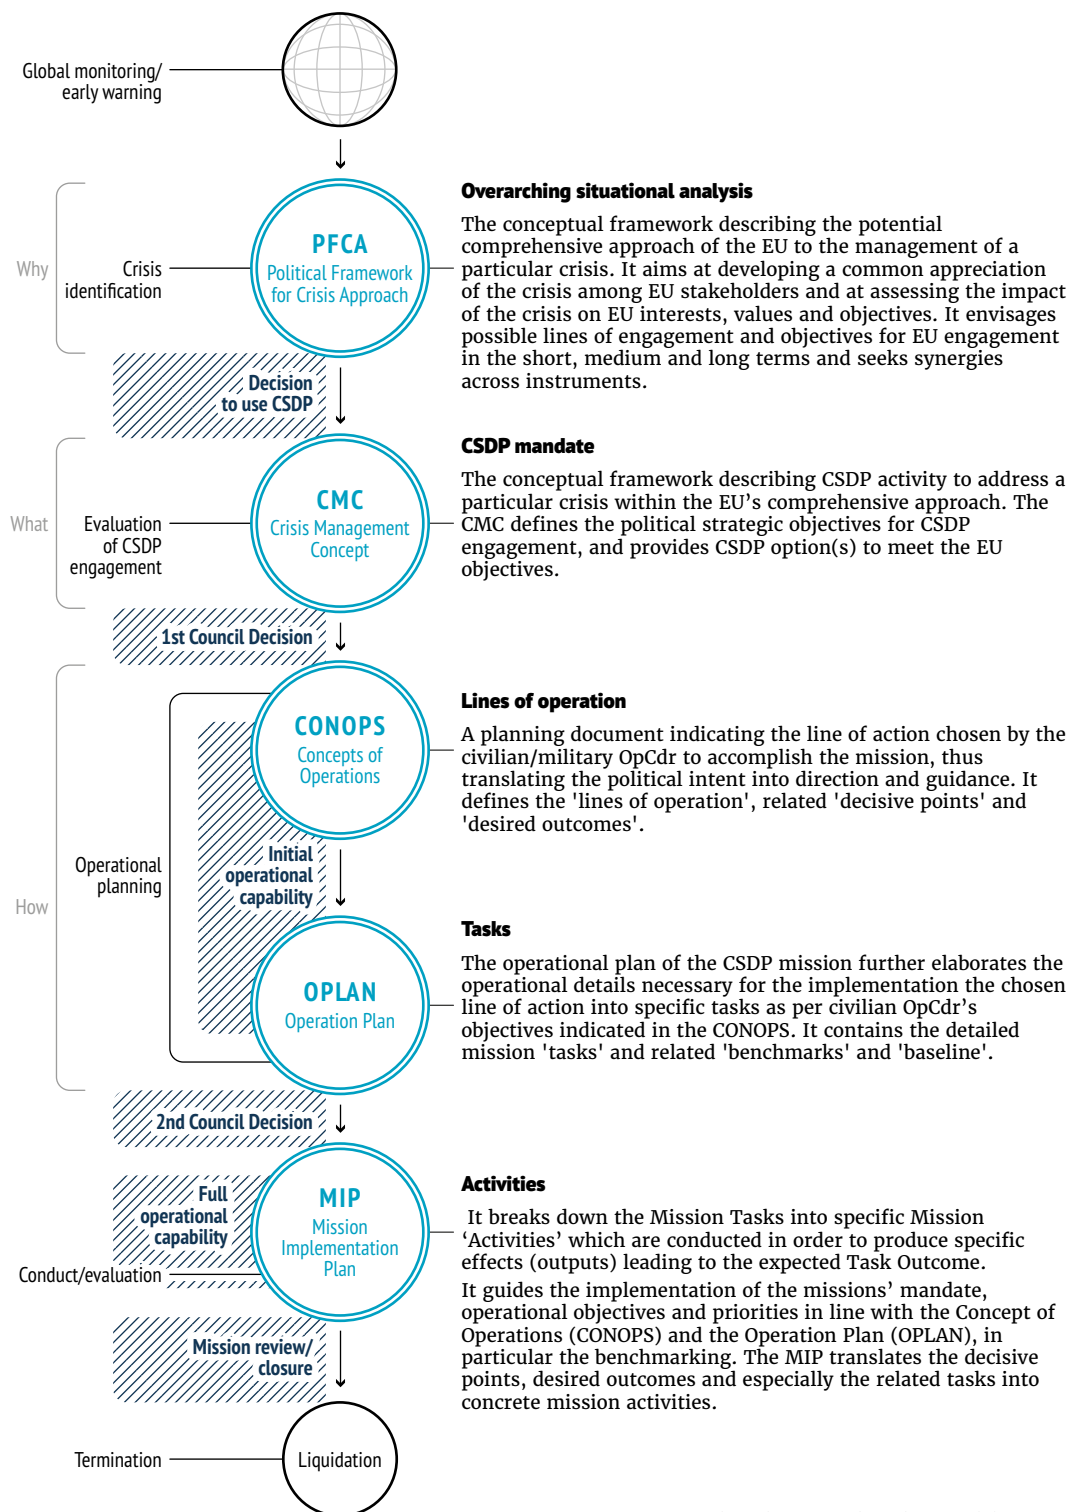 Global monitoring/
early warning
Overarching situational analysis
Why
Crisis
identification
PFCA
Political Framework
for Crisis Approach
The conceptual framework describing the potential
comprehensive approach of the EU to the management of a
particular crisis. It aims at developing a common appreciation
of the crisis among EU stakeholders and at assessing the impact
of the crisis on EU interests, values and objectives. It envisages
possible lines of engagement and objectives for EU engagement
in the short, medium and long terms and seeks synergies
across instruments.
Decision
to use CSDP
CSDP mandate
What
Evaluation
of CSDP
engagement
CMC
Crisis Management
Concept
The conceptual framework describing CSDP activity to address a
particular crisis within the EU’s comprehensive approach. The
CMC defines the political strategic objectives for CSDP
engagement, and provides CSDP option(s) to meet the EU
objectives.
1st Council Decision
Lines of operation
CONOPS
Concepts of
Operations
A planning document indicating the line of action chosen by the
civilian/military OpCdr to accomplish the mission, thus
translating the political intent into direction and guidance. It
defines the 'lines of operation', related 'decisive points' and
'desired outcomes'.
How
Operational
planning
Initial
operational
capability
Tasks
OPLAN
Operation Plan
The operational plan of the CSDP mission further elaborates the
operational details necessary for the implementation the chosen
line of action into specific tasks as per civilian OpCdr’s
objectives indicated in the CONOPS. It contains the detailed
mission 'tasks' and related 'benchmarks' and 'baseline'.
2nd Council Decision
Activities
Full
operational
capability
Conduct/evaluation
MIP
Mission
Implementation
Plan
It breaks down the Mission Tasks into specific Mission
‘Activities’ which are conducted in order to produce specific
effects (outputs) leading to the expected Task Outcome.
It guides the implementation of the missions’ mandate,
operational objectives and priorities in line with the Concept of
Operations (CONOPS) and the Operation Plan (OPLAN), in
particular the benchmarking. The MIP translates the decisive
points, desired outcomes and especially the related tasks into
concrete mission activities.
Mission review/
closure
Termination
Liquidation